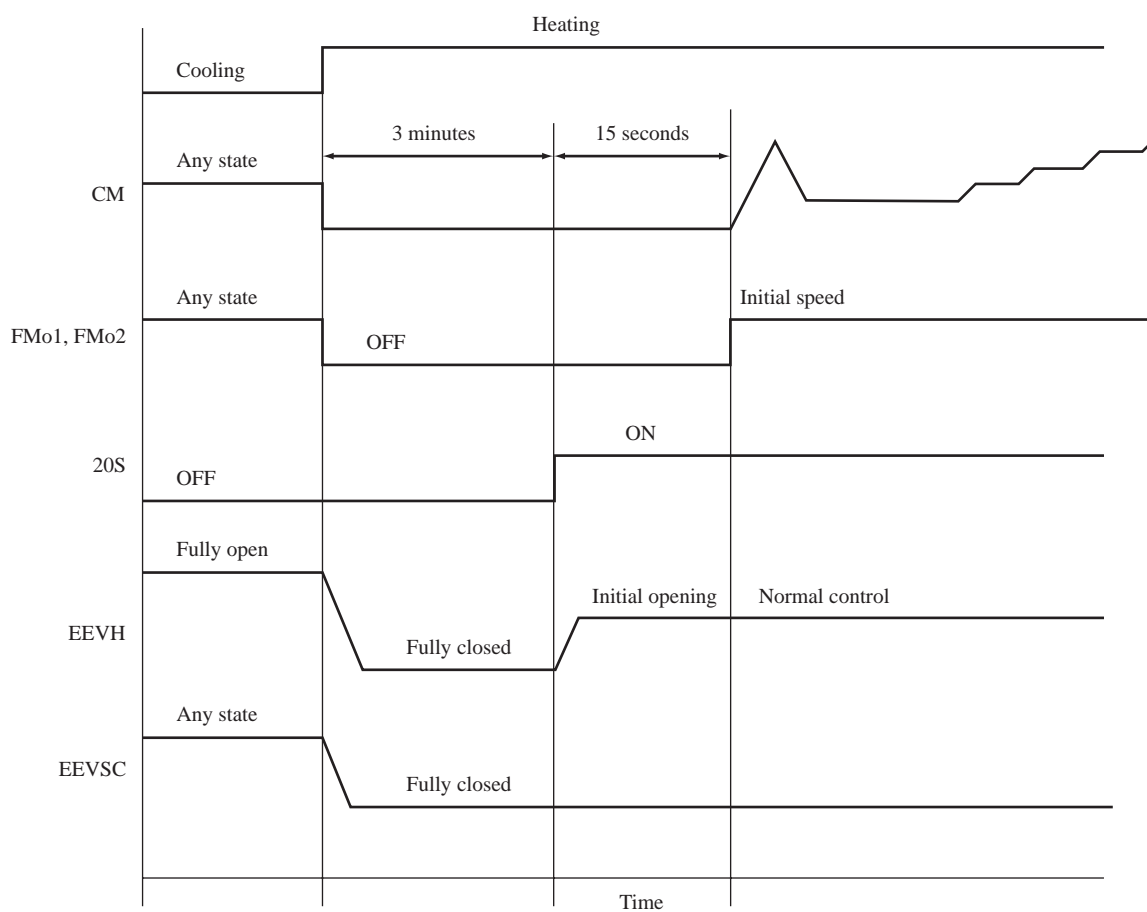 Heating
Cooling
3 minutes
15 seconds
Any state
CM
Any state
Initial speed
FMo1, FMo2
OFF
ON
20S
OFF
Fully open
Initial opening
Normal control
EEVH
Fully closed
Any state
EEVSC
Fully closed
Time